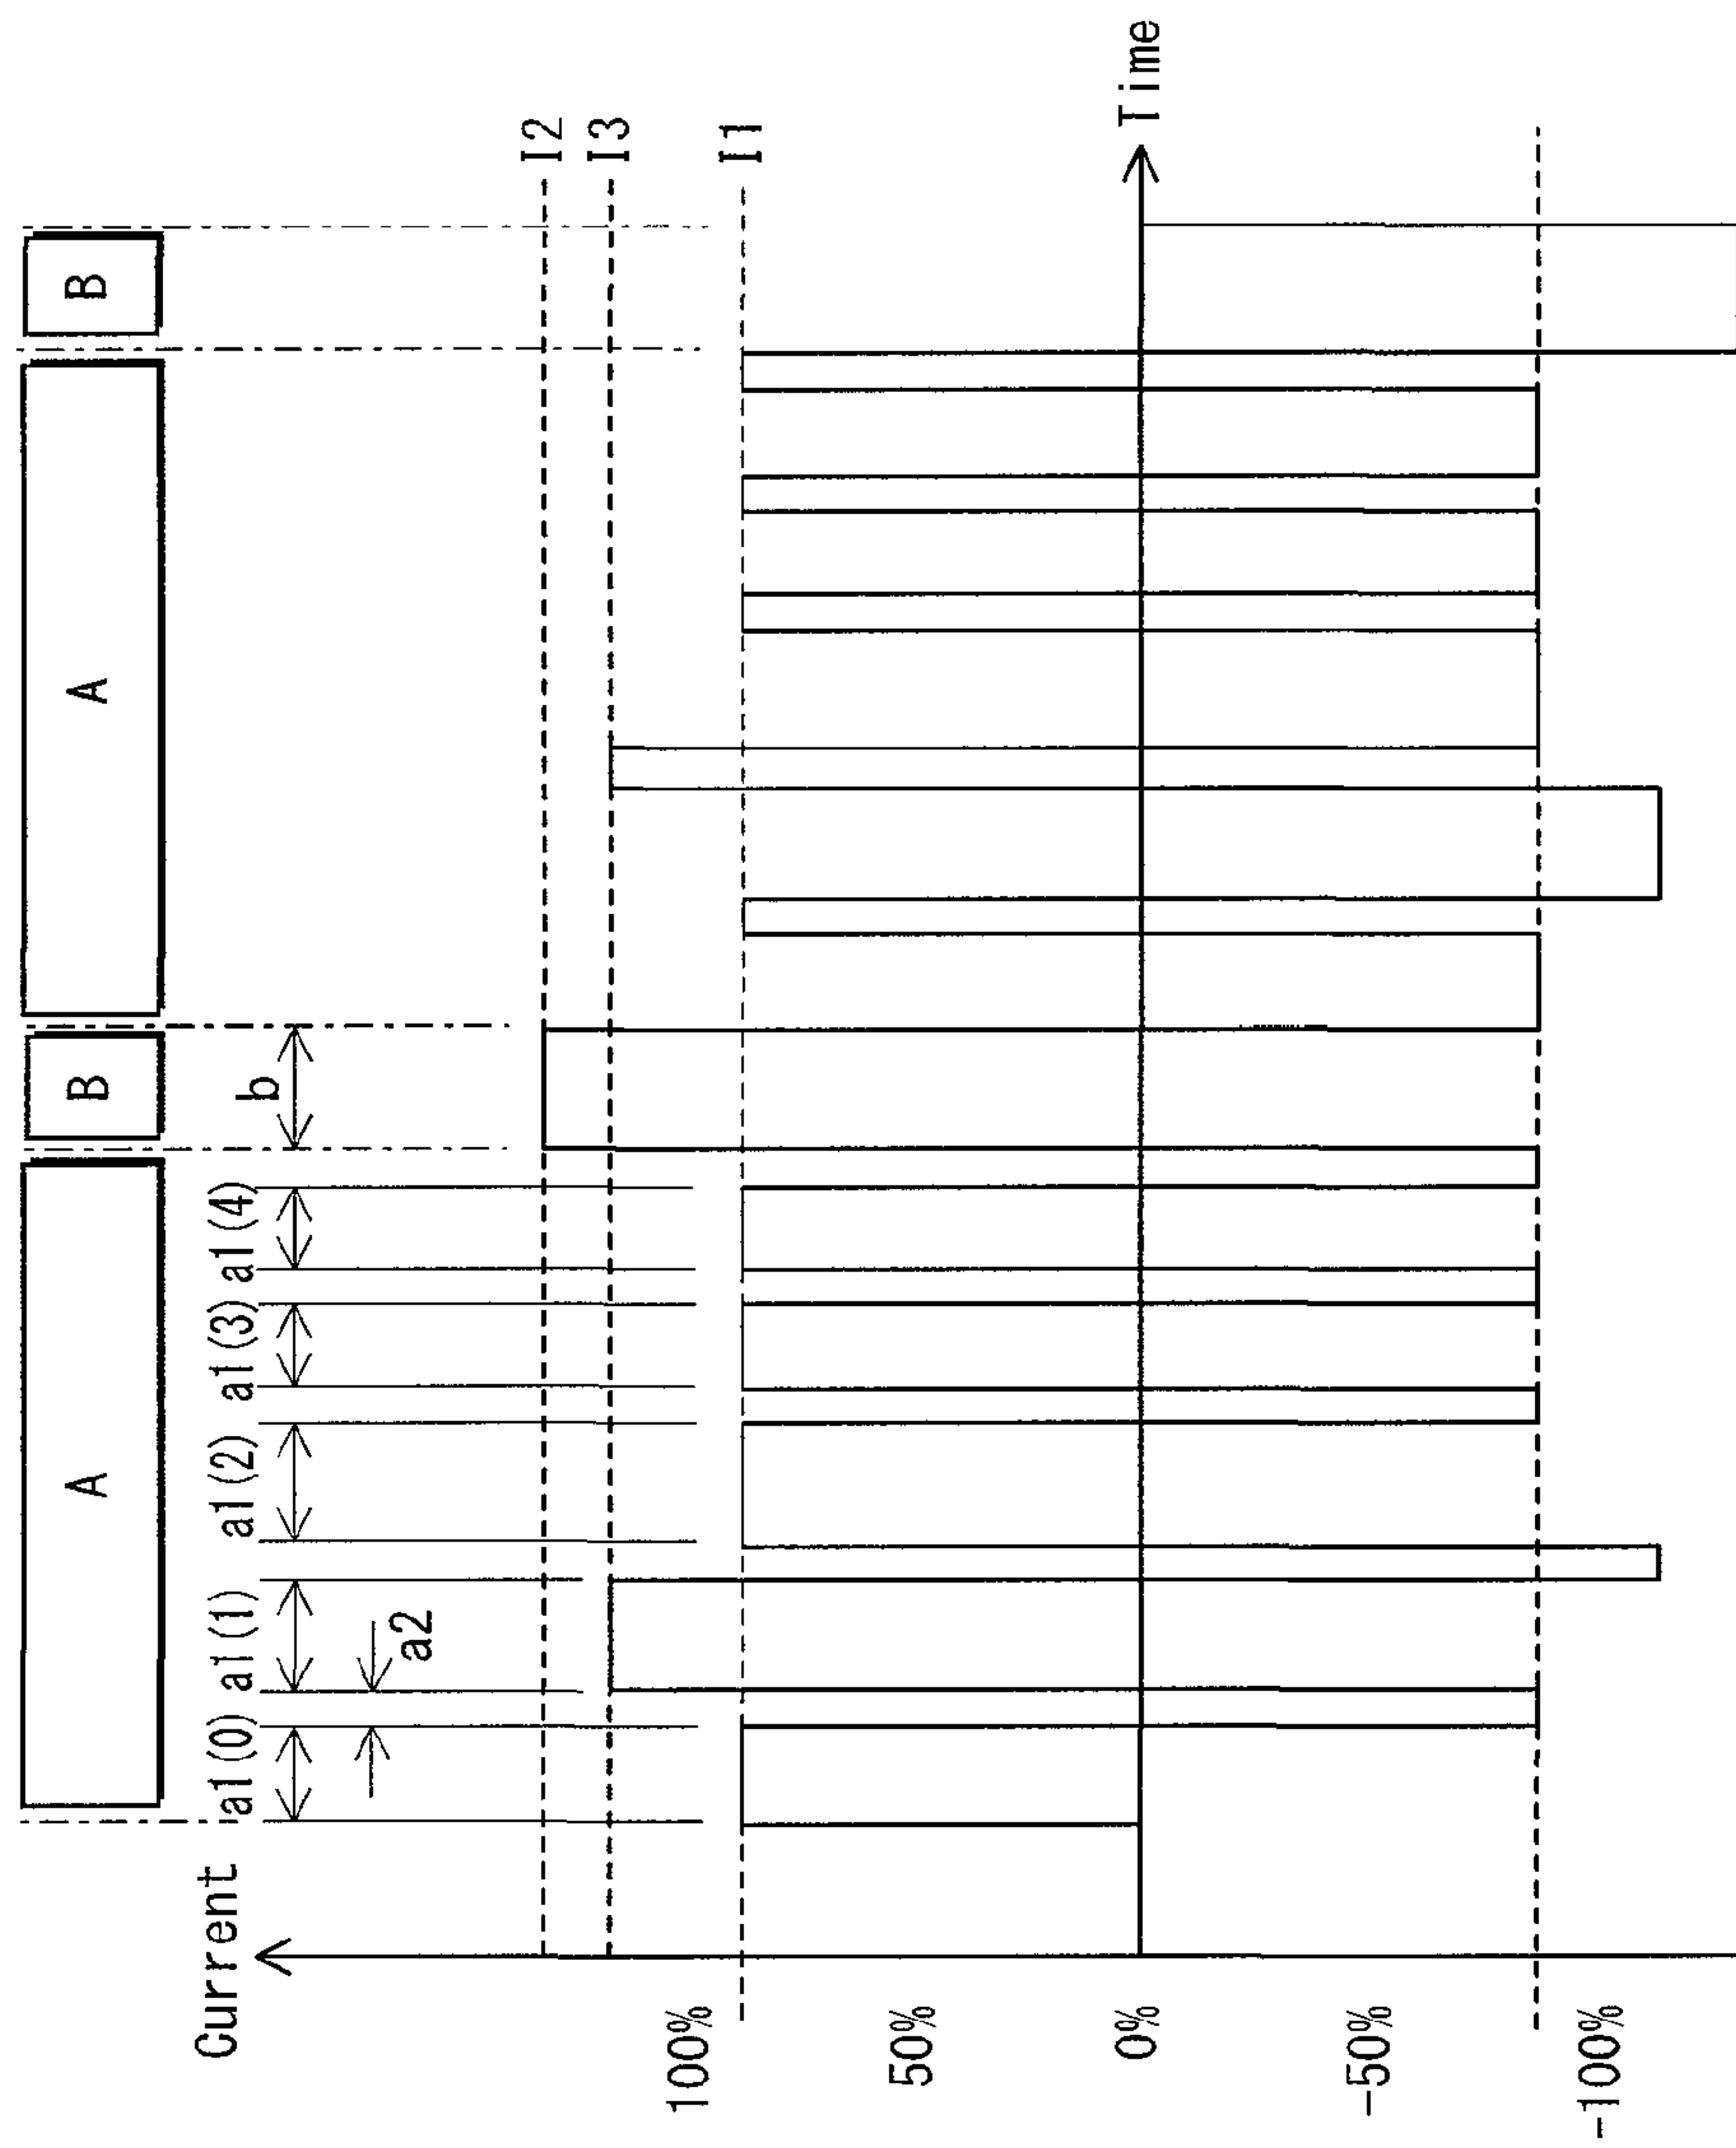 A
B
A
B
Current
a1(0)
a1(1)
a1(2)
a1(3)
a1(4)
b
a2
I2
I3
I1
100%
50%
0%
-50%
-100%
Time